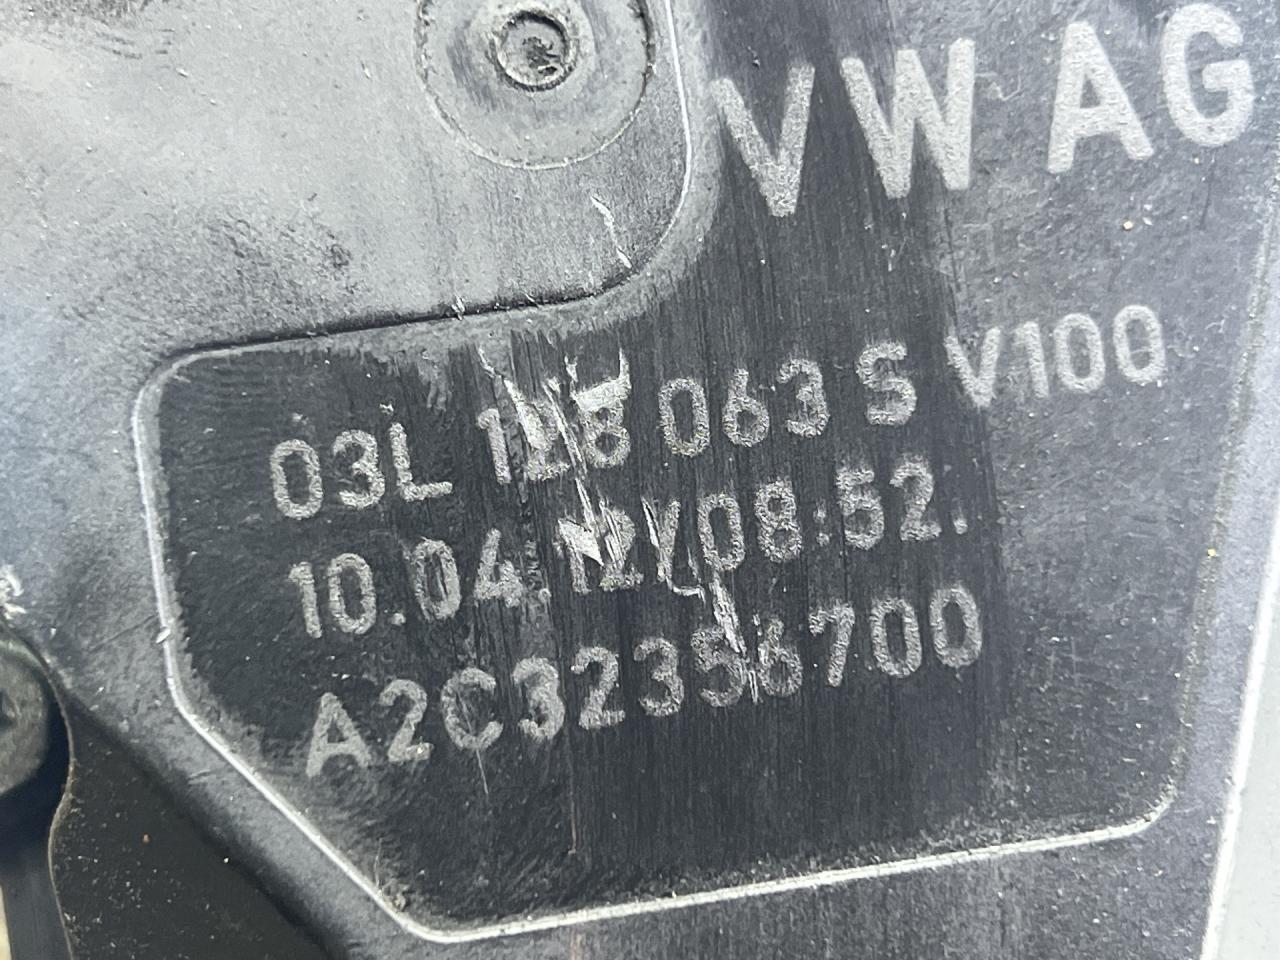 VW AG
03L 128 063 S V100
10.04.12/08:52.
A2C32356700